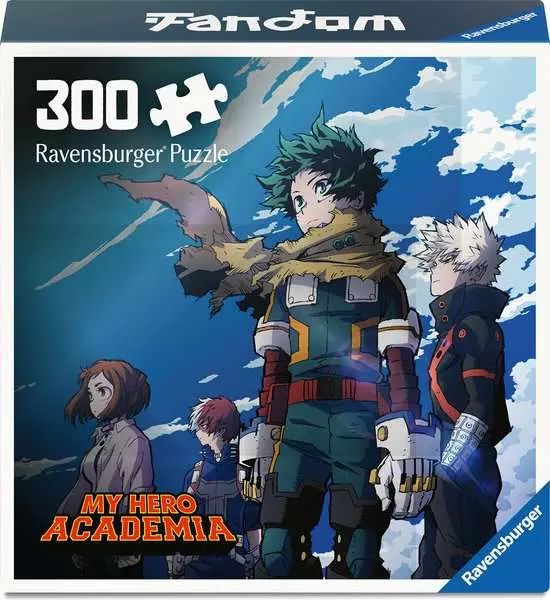 Fandom
Ravensburger
300
Ravensburger® Puzzle
MY HERO
ACADEMIA
Ravensburger